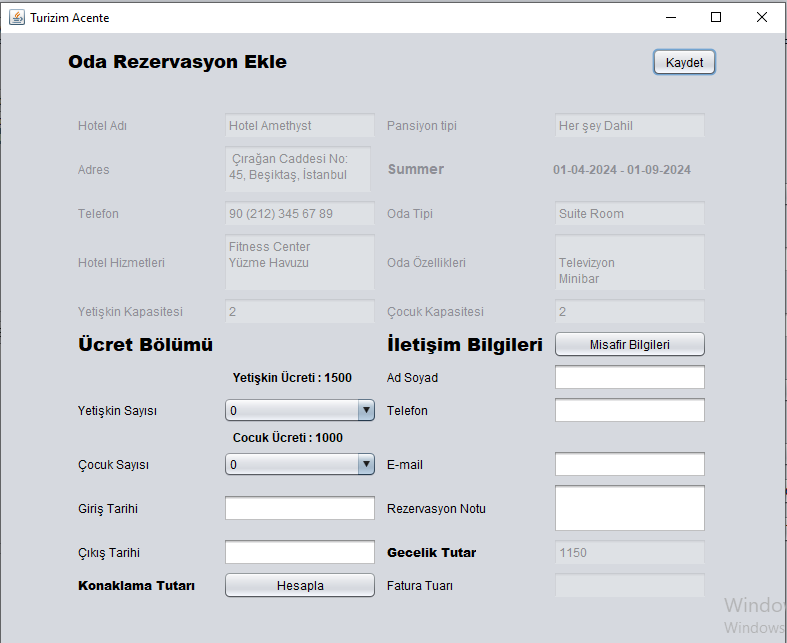 Turizim Acente
Oda Rezervasyon Ekle
Kaydet
Hotel Adı
Hotel Amethyst
Pansiyon tipi
Her şey Dahil
Adres
Çırağan Caddesi No:
45, Beşiktaş, İstanbul
Summer
01-04-2024 - 01-09-2024
Telefon
90 (212) 345 67 89
Oda Tipi
Suite Room
Hotel Hizmetleri
Fitness Center
Yüzme Havuzu
Oda Özellikleri
Televizyon
Minibar
Yetişkin Kapasitesi
2
Çocuk Kapasitesi
2
Ücret Bölümü
İletişim Bilgileri
Misafir Bilgileri
Yetişkin Ücreti : 1500
Ad Soyad
Yetişkin Sayısı
0
Telefon
Cocuk Ücreti : 1000
Çocuk Sayısı
0
E-mail
Giriş Tarihi
Rezervasyon Notu
Çıkış Tarihi
Gecelik Tutar
1150
Konaklama Tutarı
Hesapla
Fatura Tuarı
Windows